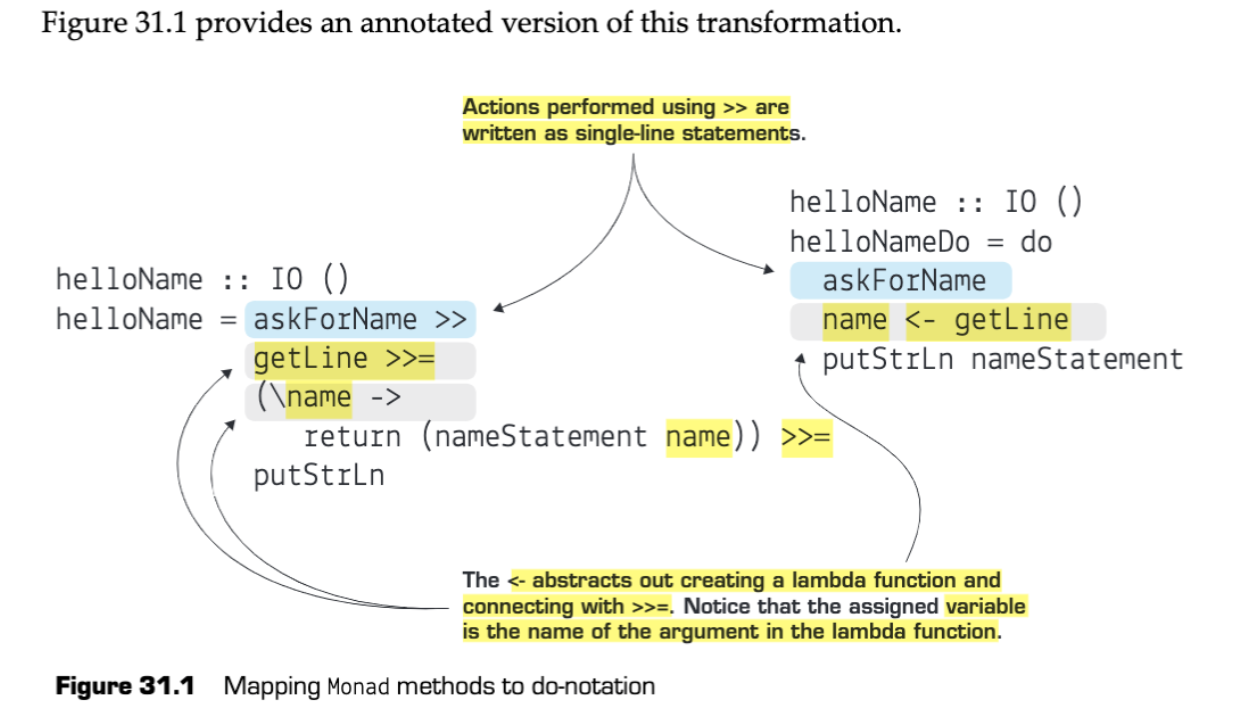 Figure 31.1 provides an annotated version of this transformation.
Actions performed using >> are
written as single-line statements.
helloName :: IO ()
helloName = askForName >>
getLine >>=
(\name ->
return (nameStatement name)) >>=
putStrLn
helloName :: IO ()
helloNameDo = do
askForName
name <- getLine
putStrLn nameStatement
The <- abstracts out creating a lambda function and
connecting with >>=. Notice that the assigned variable
is the name of the argument in the lambda function.
Figure 31.1 Mapping Monad methods to do-notation